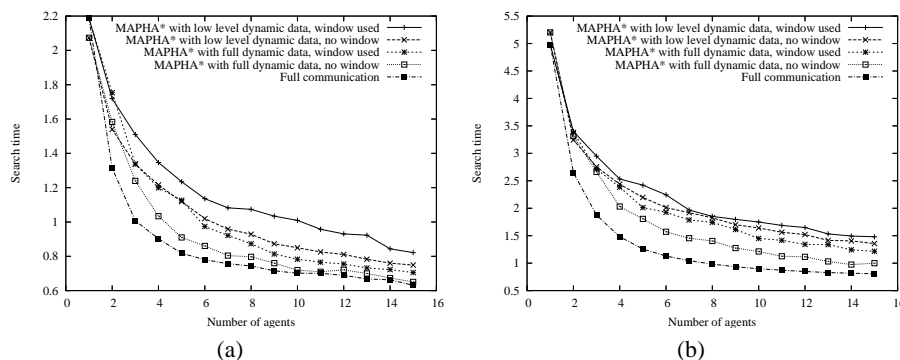 MAPHA* with low level dynamic data, window used
MAPHA* with low level dynamic data, no window
MAPHA* with full dynamic data, window used
MAPHA* with full dynamic data, no window
Full communication
Search time
2.2
2
1.8
1.6
1.4
1.2
1
0.8
0.6
0 2 4 6 8 10 12 14 16
Number of agents
(a)
MAPHA* with low level dynamic data, window used
MAPHA* with low level dynamic data, no window
MAPHA* with full dynamic data, window used
MAPHA* with full dynamic data, no window
Full communication
Search time
5.5
5
4.5
4
3.5
3
2.5
2
1.5
1
0.5
0 2 4 6 8 10 12 14 16
Number of agents
(b)